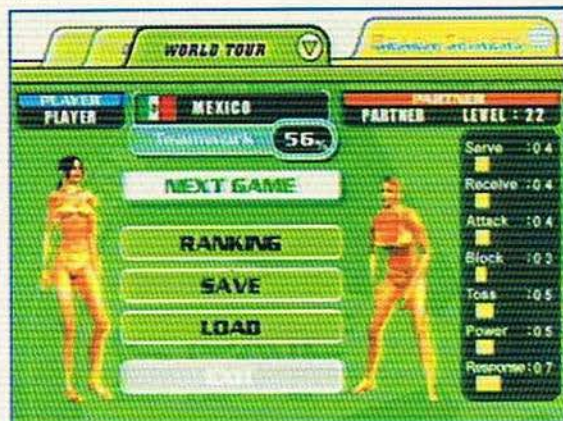 WORLD TOUR
PLAYER
PLAYER
MEXICO
Teamwork 56%
NEXT GAME
RANKING
SAVE
LOAD
EXIT
PARTNER
PARTNER LEVEL : 22
Serve :04
Receive :04
Attack :04
Block :03
Toss :05
Power :05
Response :07